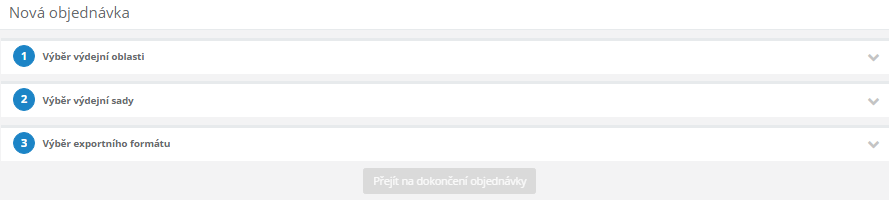 Nová objednávka
1 Výběr výdejní oblasti
2 Výběr výdejní sady
3 Výběr exportního formátu
Přejít na dokončení objednávky